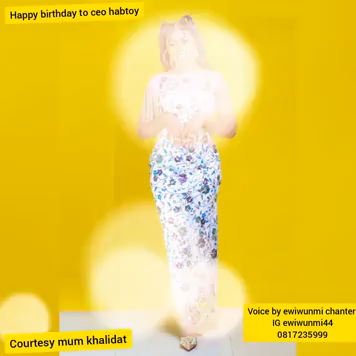 Happy birthday to ceo habtoy
Voice by ewiwunmi chanter
IG ewiwunmi44
0817235999
Courtesy mum khalidat